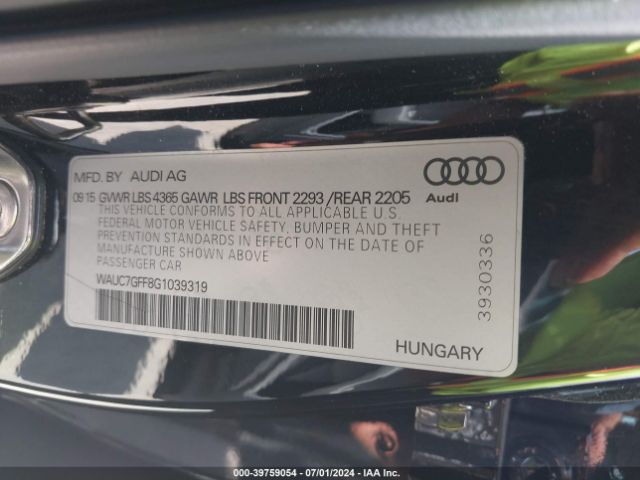 MFD. BY AUDI AG
Audi
09 15 GVWR LBS 4365 GAWR LBS FRONT 2293 /REAR 2205
THIS VEHICLE CONFORMS TO ALL APPLICABLE U.S.
FEDERAL MOTOR VEHICLE SAFETY, BUMPER AND THEFT
PREVENTION STANDARDS IN EFFECT ON THE DATE OF
MANUFACTURE SHOWN ABOVE
PASSENGER CAR
WAUC7GFF8G1039319
3930336
HUNGARY
000-39759054 / 07/01/2024 - IAA Inc.